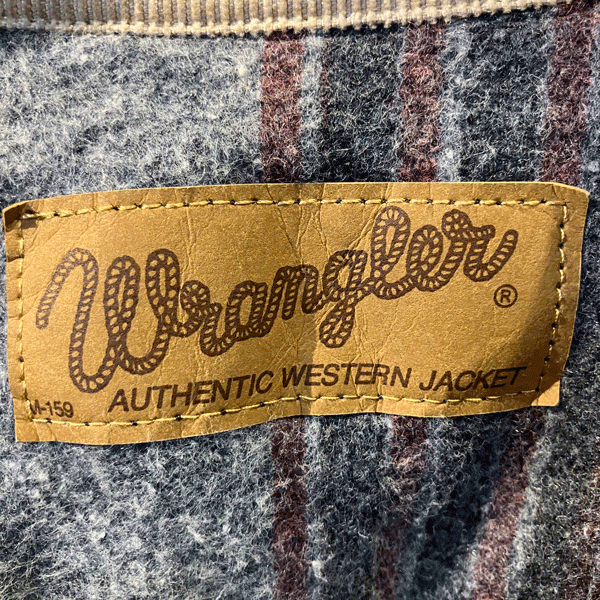 Wrangler®
AUTHENTIC WESTERN JACKET
M-159